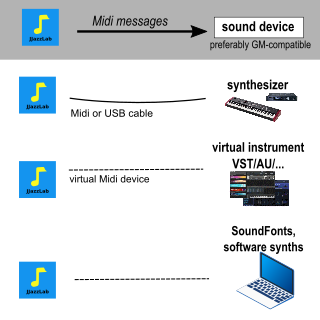 Midi messages
sound device
preferably GM-compatible
JJazzLab
synthesizer
Midi or USB cable
JJazzLab
virtual instrument
VST/AU/...
virtual Midi device
JJazzLab
SoundFonts,
software synths
JJazzLab